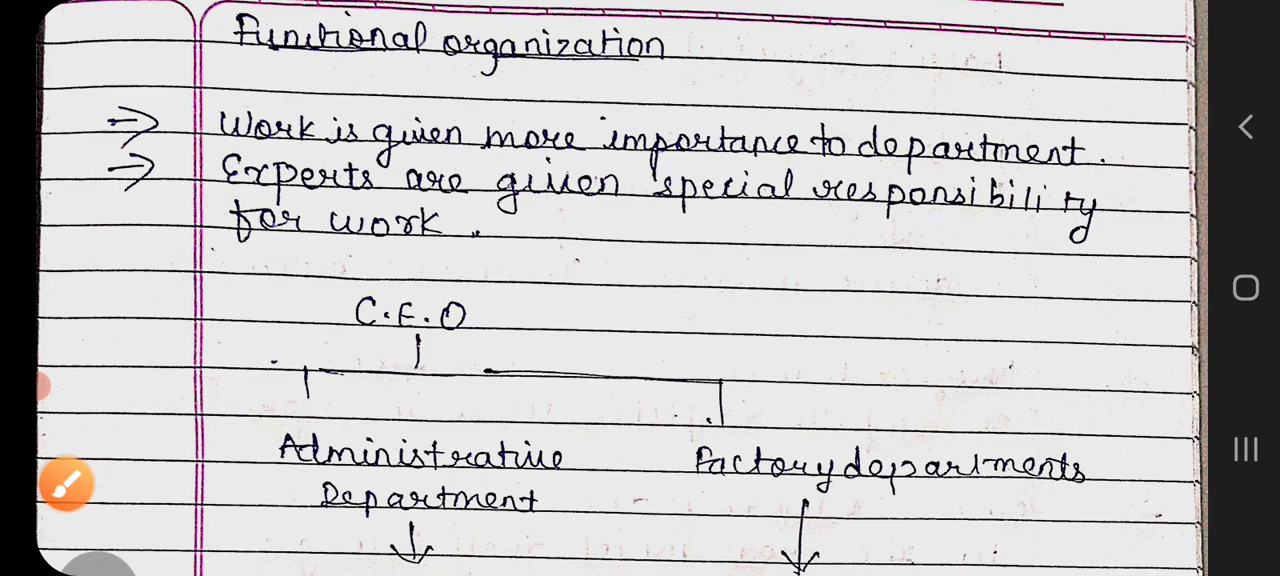 Functional organization
=> Work is given more importance to department.
=> Experts are given special responsibility
for work.
C.E.O
Administrative Factory departments
Department